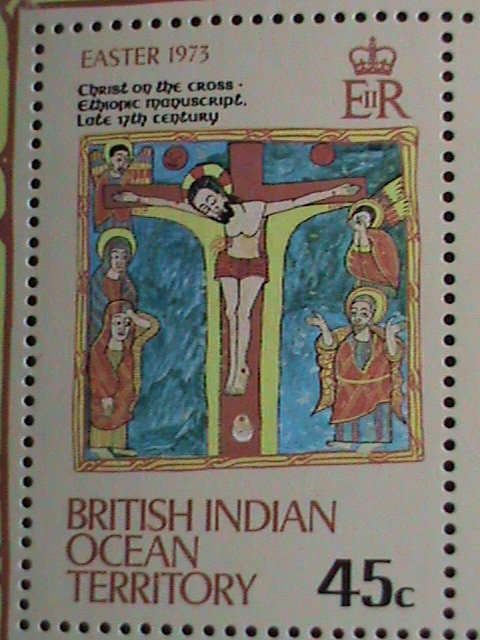 EASTER 1973
Christ on the Cross ·
Ethiopic manuscript,
Late 17th century
EIIR
BRITISH INDIAN
OCEAN
TERRITORY
45c